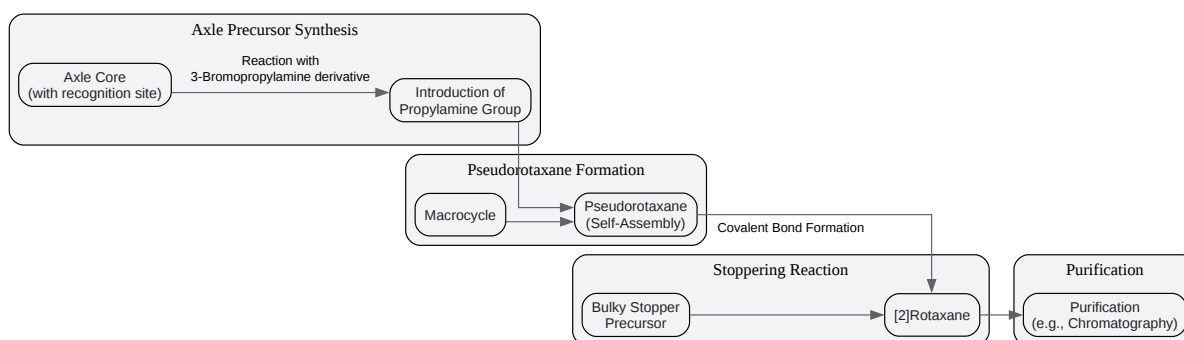 Axle Precursor Synthesis
Axle Core
(with recognition site)
Reaction with
3-Bromopropylamine derivative
Introduction of
Propylamine Group
Pseudorotaxane Formation
Macrocycle
Pseudorotaxane
(Self-Assembly)
Covalent Bond Formation
Stoppering Reaction
Bulky Stopper
Precursor
[2]Rotaxane
Purification
Purification
(e.g., Chromatography)